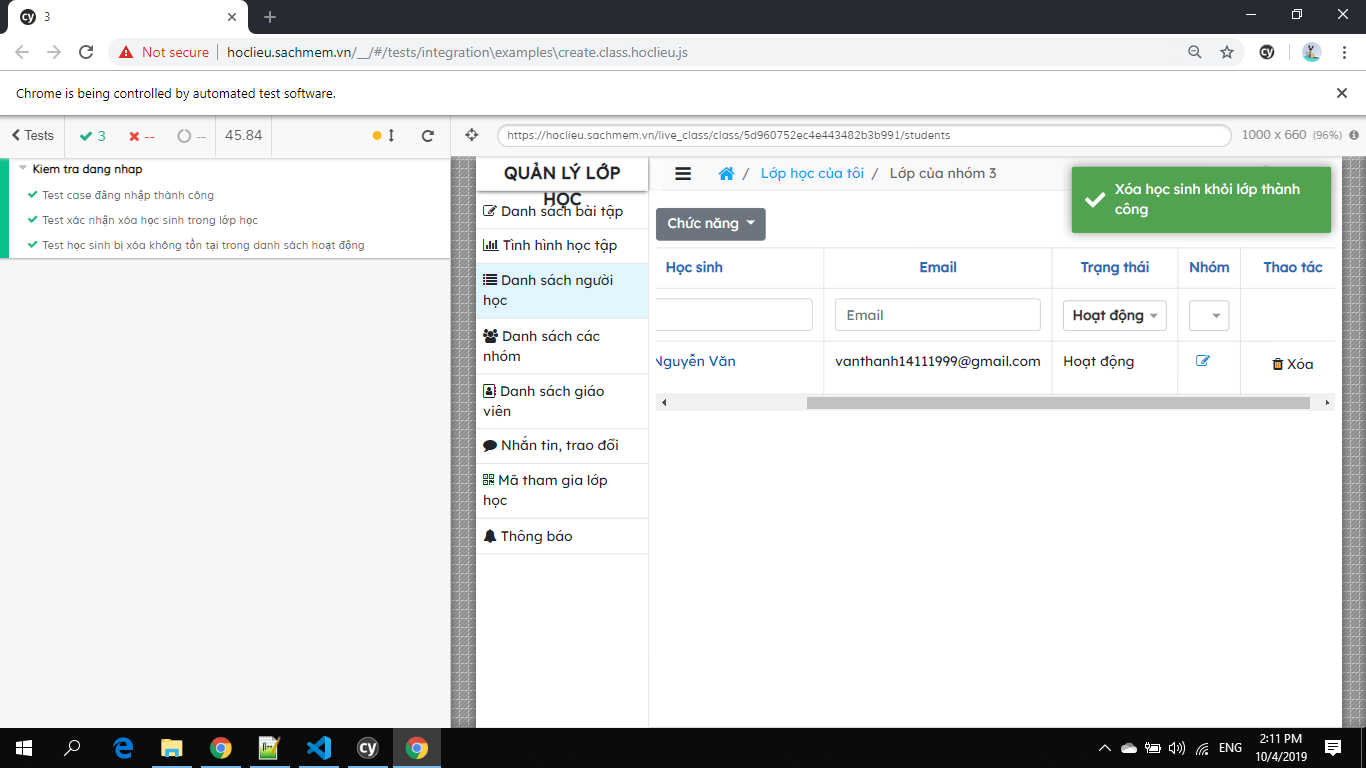 3
Not secure
hoclieu.sachmem.vn/__/#/tests/integration\examples\create.class.hoclieu.js
Chrome is being controlled by automated test software.
Tests
3
--
--
45.84
https://hoclieu.sachmem.vn/live_class/class/5d960752ec4e443482b3b991/students
1000 x 660 (96%)
Kiem tra dang nhap
Test case đăng nhập thành công
Test xác nhận xóa học sinh trong lớp học
Test học sinh bị xóa không tồn tại trong danh sách hoạt động
QUẢN LÝ LỚP
HỌC
Danh sách bài tập
Tình hình học tập
Danh sách người
học
Danh sách các
nhóm
Danh sách giáo
viên
Nhắn tin, trao đổi
Mã tham gia lớp
học
Thông báo
/ Lớp học của tôi / Lớp của nhóm 3
Xóa học sinh khỏi lớp thành
công
Chức năng
Học sinh
Email
Trạng thái
Nhóm
Thao tác
Email
Hoạt động
Nguyễn Văn
vanthanh14111999@gmail.com
Hoạt động
Xóa
cy
ENG
2:11 PM
10/4/2019